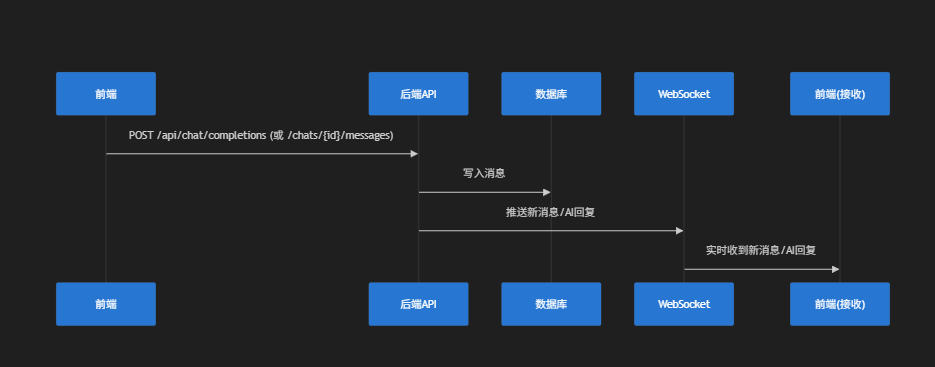 前端
后端API
数据库
WebSocket
前端(接收)
POST /api/chat/completions (或 /chats/{id}/messages)
写入消息
推送新消息/AI回复
实时收到新消息/AI回复
前端
后端API
数据库
WebSocket
前端(接收)